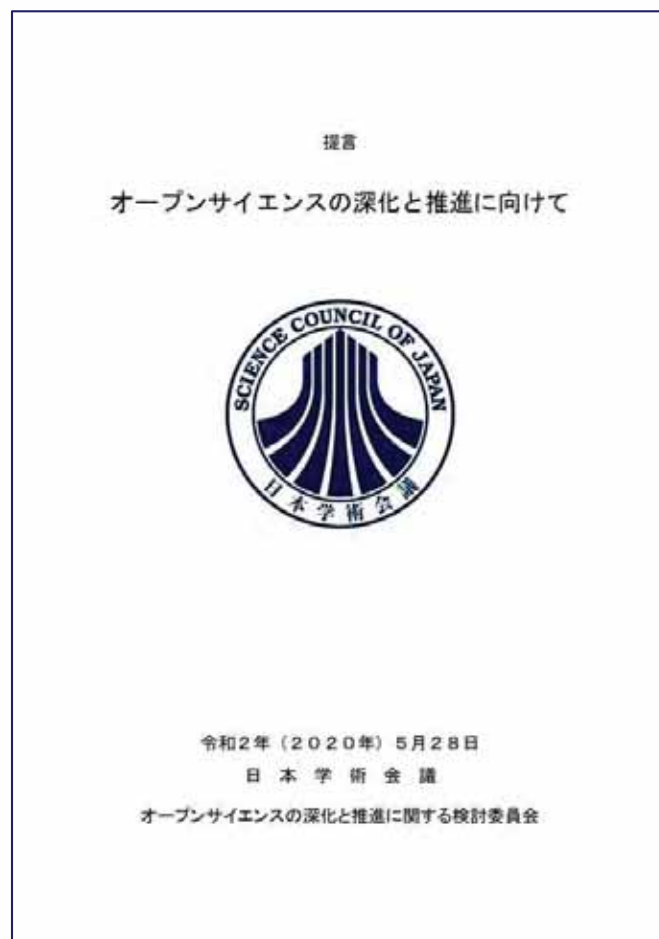 提言
オープンサイエンスの深化と推進に向けて
SCIENCE COUNCIL OF JAPAN
日本学術会議
令和2年（2020年）5月28日
日 本 学 術 会 議
オープンサイエンスの深化と推進に関する検討委員会